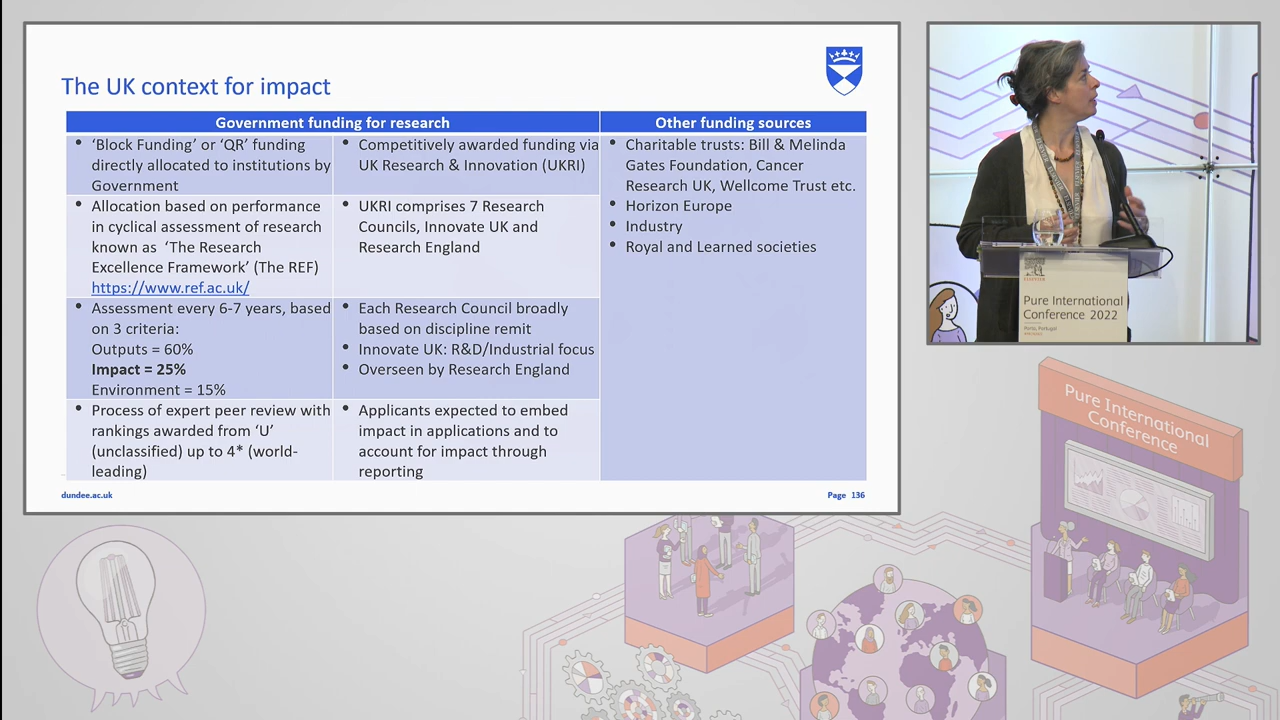 The UK context for impact
Government funding for research
Other funding sources
• ‘Block Funding’ or ‘QR’ funding
directly allocated to institutions by
Government
• Competitively awarded funding via
UK Research & Innovation (UKRI)
• Charitable trusts: Bill & Melinda
Gates Foundation, Cancer
Research UK, Wellcome Trust etc.
• Horizon Europe
• Industry
• Royal and Learned societies
• Allocation based on performance
in cyclical assessment of research
known as ‘The Research
Excellence Framework’ (The REF)
https://www.ref.ac.uk/
• UKRI comprises 7 Research
Councils, Innovate UK and
Research England
• Assessment every 6-7 years, based
on 3 criteria:
Outputs = 60%
Impact = 25%
Environment = 15%
• Each Research Council broadly
based on discipline remit
• Innovate UK: R&D/Industrial focus
• Overseen by Research England
• Process of expert peer review with
rankings awarded from ‘U’
(unclassified) up to 4* (world-
leading)
• Applicants expected to embed
impact in applications and to
account for impact through
reporting
dundee.ac.uk
Page 136
ELSEVIER
Pure International
Conference 2022
Porto, Portugal
Pure International
Conference